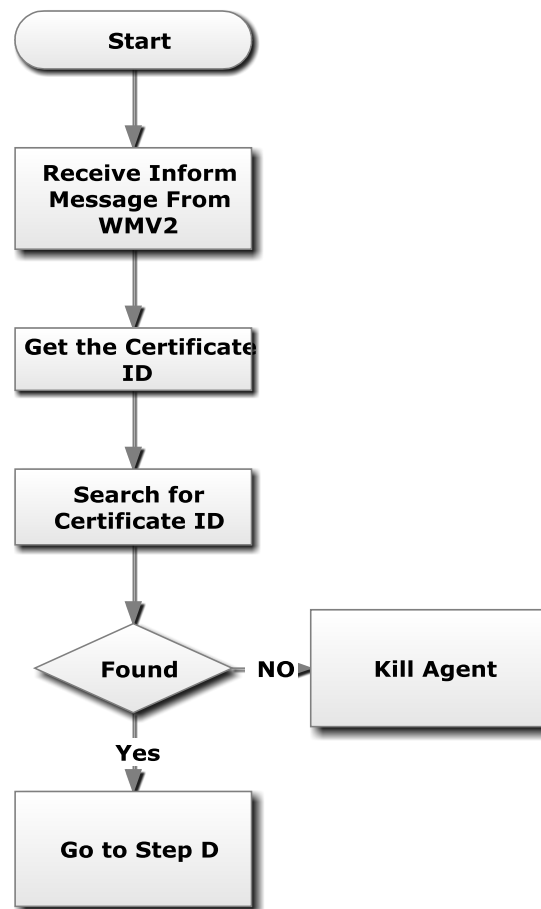 Start
Receive Inform
Message From
WMV2
Get the Certificate
ID
Search for
Certificate ID
Found
NO
Kill Agent
Yes
Go to Step D